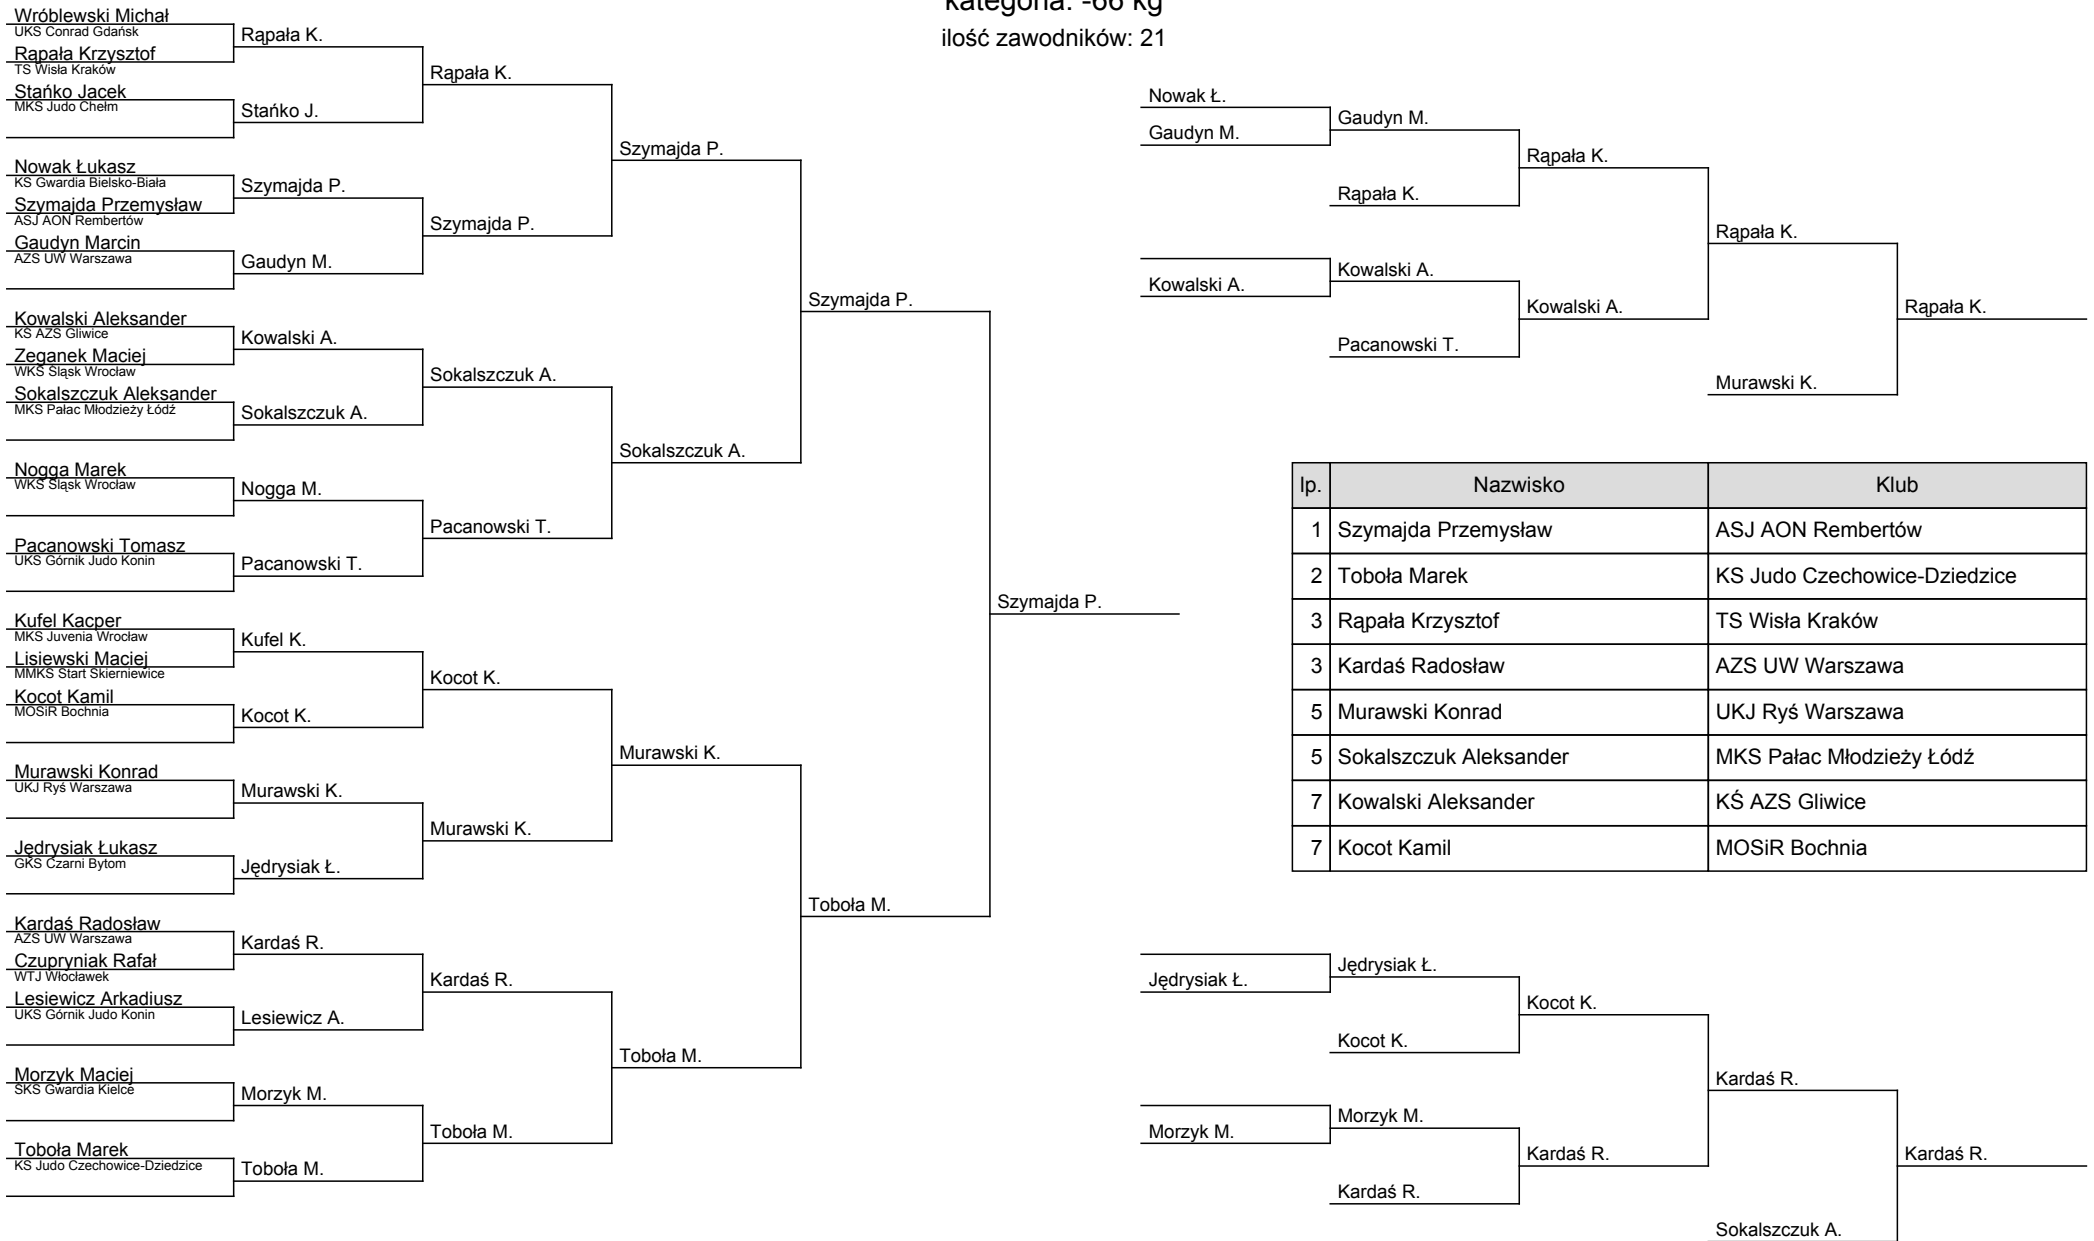 kategoria: -66 kg
ilość zawodników: 21
Wróblewski Michał
UKS Conrad Gdańsk
Rąpała Krzysztof
TS Wisła Kraków
Stańko Jacek
MKS Judo Chełm
Nowak Łukasz
KS Gwardia Bielsko-Biała
Szymajda Przemysław
ASJ AON Rembertów
Gaudyn Marcin
AZS UW Warszawa
Kowalski Aleksander
KŚ AZS Gliwice
Zeganek Maciej
WKS Śląsk Wrocław
Sokalszczuk Aleksander
MKS Pałac Młodzieży Łódź
Nogga Marek
WKS Śląsk Wrocław
Pacanowski Tomasz
UKS Górnik Judo Konin
Kufel Kacper
MKS Juvenia Wrocław
Lisiewski Maciej
MMKS Start Skierniewice
Kocot Kamil
MOSiR Bochnia
Murawski Konrad
UKJ Ryś Warszawa
Jędrysiak Łukasz
GKS Czarni Bytom
Kardaś Radosław
AZS UW Warszawa
Czupryniak Rafał
WTJ Włocławek
Lesiewicz Arkadiusz
UKS Górnik Judo Konin
Morzyk Maciej
SKS Gwardia Kielce
Toboła Marek
KS Judo Czechowice-Dziedzice
Rąpała K.
Stańko J.
Szymajda P.
Gaudyn M.
Kowalski A.
Sokalszczuk A.
Nogga M.
Pacanowski T.
Kufel K.
Kocot K.
Murawski K.
Jędrysiak Ł.
Kardaś R.
Lesiewicz A.
Morzyk M.
Toboła M.
Rąpała K.
Szymajda P.
Sokalszczuk A.
Pacanowski T.
Kocot K.
Murawski K.
Kardaś R.
Toboła M.
Szymajda P.
Sokalszczuk A.
Murawski K.
Toboła M.
Szymajda P.
Toboła M.
Szymajda P.
Nowak Ł.
Gaudyn M.
Kowalski A.
Gaudyn M.
Rąpała K.
Kowalski A.
Pacanowski T.
Rąpała K.
Kowalski A.
Rąpała K.
Murawski K.
Rąpała K.
lp. Nazwisko Klub
1 Szymajda Przemysław ASJ AON Rembertów
2 Toboła Marek KS Judo Czechowice-Dziedzice
3 Rąpała Krzysztof TS Wisła Kraków
3 Kardaś Radosław AZS UW Warszawa
5 Murawski Konrad UKJ Ryś Warszawa
5 Sokalszczuk Aleksander MKS Pałac Młodzieży Łódź
7 Kowalski Aleksander KŚ AZS Gliwice
7 Kocot Kamil MOSiR Bochnia
Jędrysiak Ł.
Morzyk M.
Jędrysiak Ł.
Kocot K.
Morzyk M.
Kardaś R.
Kocot K.
Kardaś R.
Kardaś R.
Sokalszczuk A.
Kardaś R.